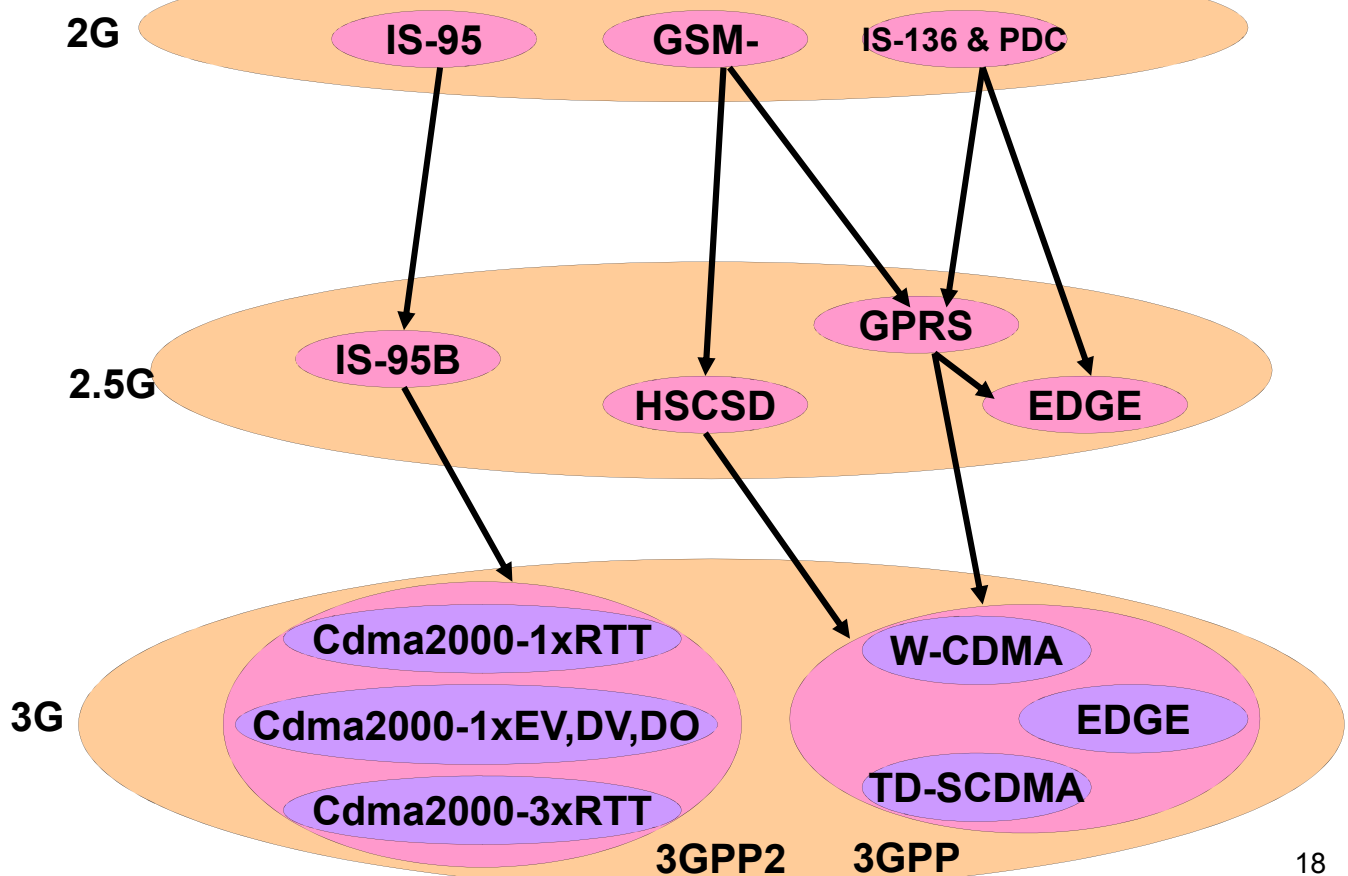 2G
IS-95
GSM-
IS-136 & PDC
2.5G
IS-95B
HSCSD
GPRS
EDGE
3G
Cdma2000-1xRTT
Cdma2000-1xEV,DV,DO
Cdma2000-3xRTT
W-CDMA
EDGE
TD-SCDMA
3GPP2
3GPP
18